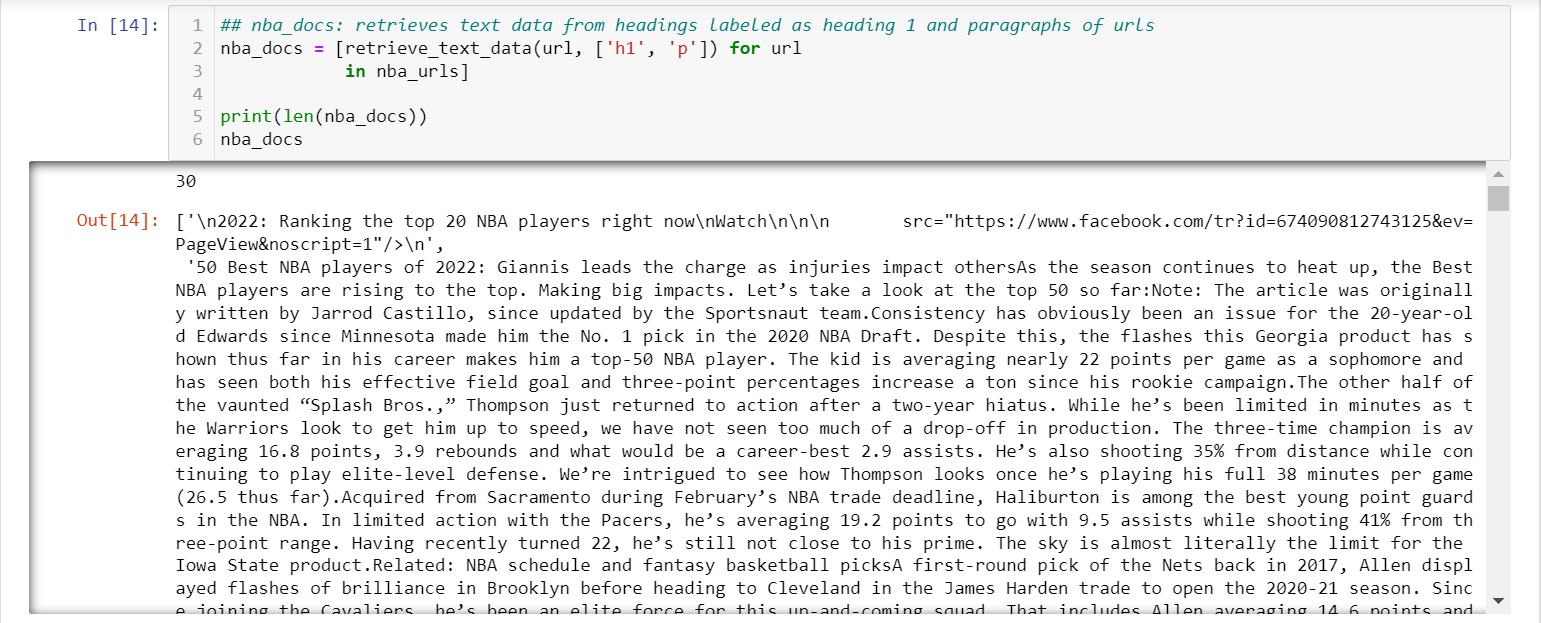 In [14]:
1 ## nba_docs: retrieves text data from headings labeled as heading 1 and paragraphs of urls
2 nba_docs = [retrieve_text_data(url, ['h1', 'p']) for url
3             in nba_urls]
4
5 print(len(nba_docs))
6 nba_docs
30
Out[14]: ['\n2022: Ranking the top 20 NBA players right now\nWatch\n\n\n       src="https://www.facebook.com/tr?id=674090812743125&ev=
PageView&noscript=1"/>\n',
 '50 Best NBA players of 2022: Giannis leads the charge as injuries impact othersAs the season continues to heat up, the Best
NBA players are rising to the top. Making big impacts. Let’s take a look at the top 50 so far:Note: The article was originall
y written by Jarrod Castillo, since updated by the Sportsnaut team.Consistency has obviously been an issue for the 20-year-ol
d Edwards since Minnesota made him the No. 1 pick in the 2020 NBA Draft. Despite this, the flashes this Georgia product has s
hown thus far in his career makes him a top-50 NBA player. The kid is averaging nearly 22 points per game as a sophomore and
has seen both his effective field goal and three-point percentages increase a ton since his rookie campaign.The other half of
the vaunted “Splash Bros.,” Thompson just returned to action after a two-year hiatus. While he’s been limited in minutes as t
he Warriors look to get him up to speed, we have not seen too much of a drop-off in production. The three-time champion is av
eraging 16.8 points, 3.9 rebounds and what would be a career-best 2.9 assists. He’s also shooting 35% from distance while con
tinuing to play elite-level defense. We’re intrigued to see how Thompson looks once he’s playing his full 38 minutes per game
(26.5 thus far).Acquired from Sacramento during February’s NBA trade deadline, Haliburton is among the best young point guard
s in the NBA. In limited action with the Pacers, he’s averaging 19.2 points to go with 9.5 assists while shooting 41% from th
ree-point range. Having recently turned 22, he’s still not close to his prime. The sky is almost literally the limit for the
Iowa State product.Related: NBA schedule and fantasy basketball picksA first-round pick of the Nets back in 2017, Allen displ
ayed flashes of brilliance in Brooklyn before heading to Cleveland in the James Harden trade to open the 2020-21 season. Sinc
e joining the Cavaliers, he’s been an elite force for this up-and-coming squad. That includes Allen averaging 14.6 points and